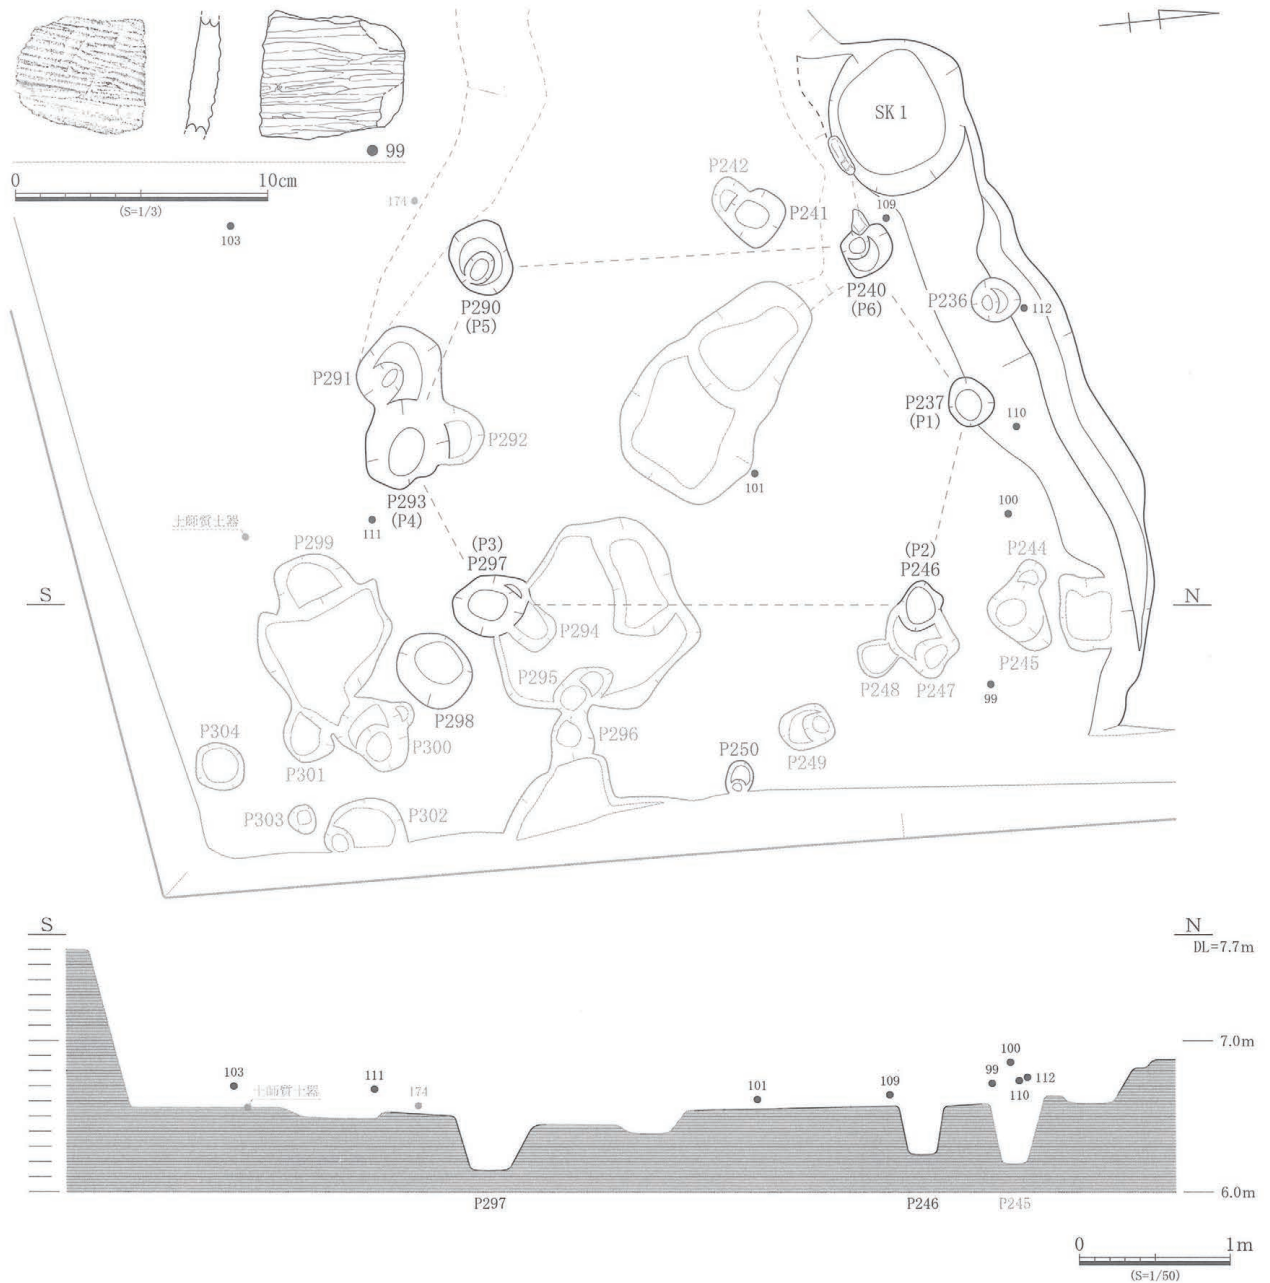 99
0
10cm
(S=1/3)
SK1
P242
P241
174
103
109
P290
(P5)
P240
(P6)
P236
112
P291
P237
(P1)
110
P292
P293
(P4)
101
100
土師質土器
111
P299
(P3)
P297
(P2)
P246
P244
S
N
P294
P295
P248
P247
P245
99
P298
P304
P301
P300
P296
P249
P250
P303
P302
S
N
DL=7.7m
7.0m
103
土師質土器
111
174
101
109
100
99
112
110
6.0m
P297
P246
P245
0
1m
(S=1/50)